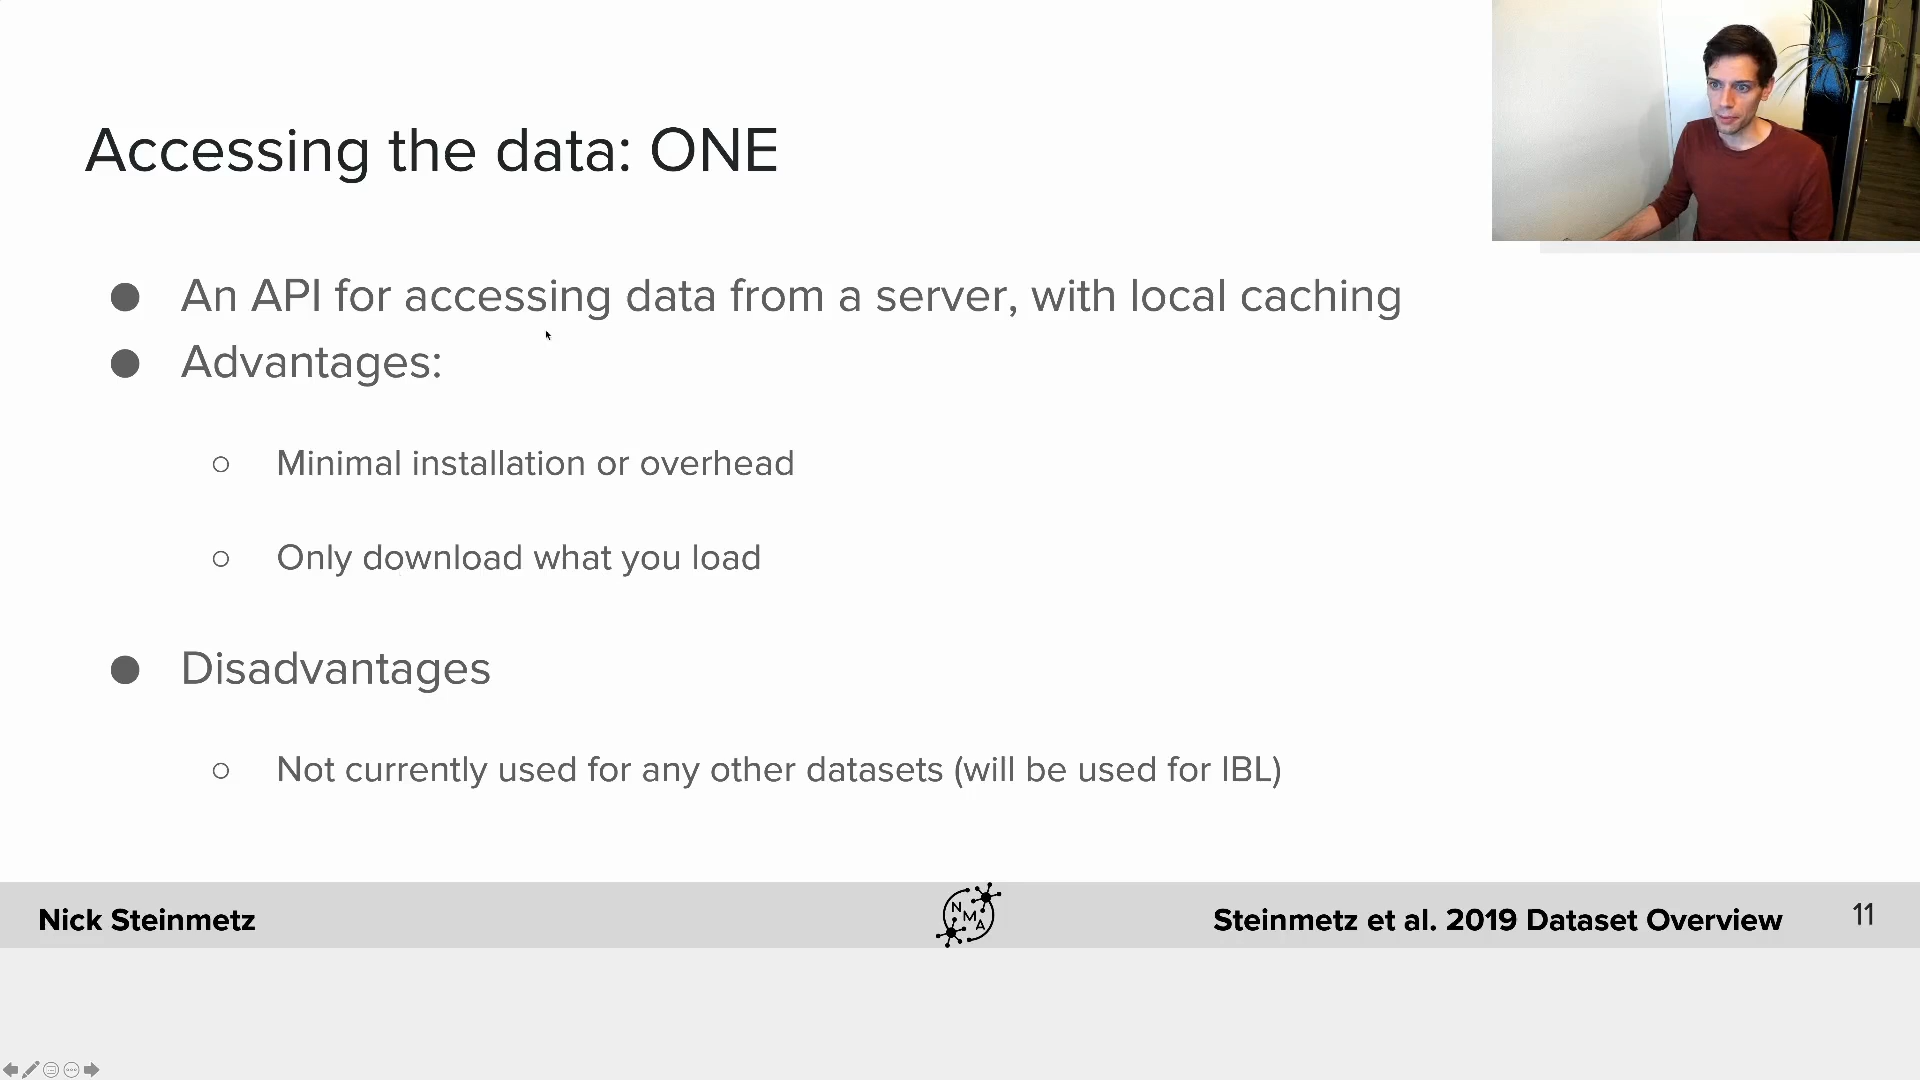 Accessing the data: ONE
● An API for accessing data from a server, with local caching
● Advantages:
○ Minimal installation or overhead
○ Only download what you load
● Disadvantages
○ Not currently used for any other datasets (will be used for IBL)
Nick Steinmetz
NMA
Steinmetz et al. 2019 Dataset Overview
11